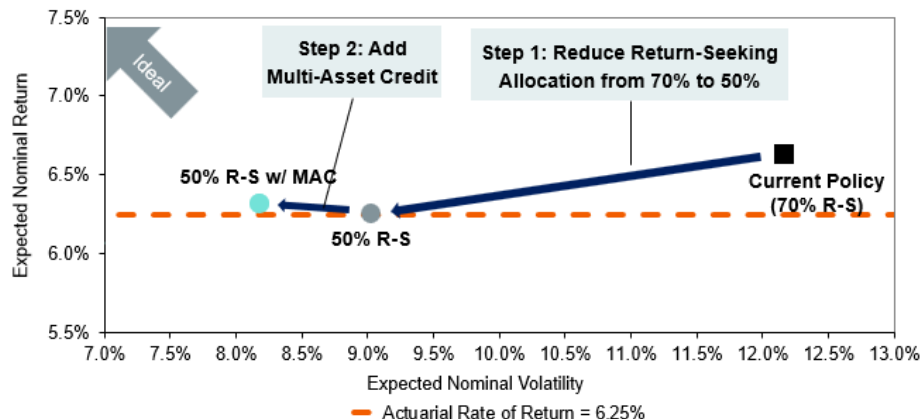 7.5%
7.0%
6.5%
6.0%
5.5%
Expected Nominal Return
Ideal
Step 2: Add
Multi-Asset Credit
Step 1: Reduce Return-Seeking
Allocation from 70% to 50%
50% R-S w/ MAC
50% R-S
Current Policy
(70% R-S)
7.0% 7.5% 8.0% 8.5% 9.0% 9.5% 10.0% 10.5% 11.0% 11.5% 12.0% 12.5% 13.0%
Expected Nominal Volatility
Actuarial Rate of Return = 6.25%